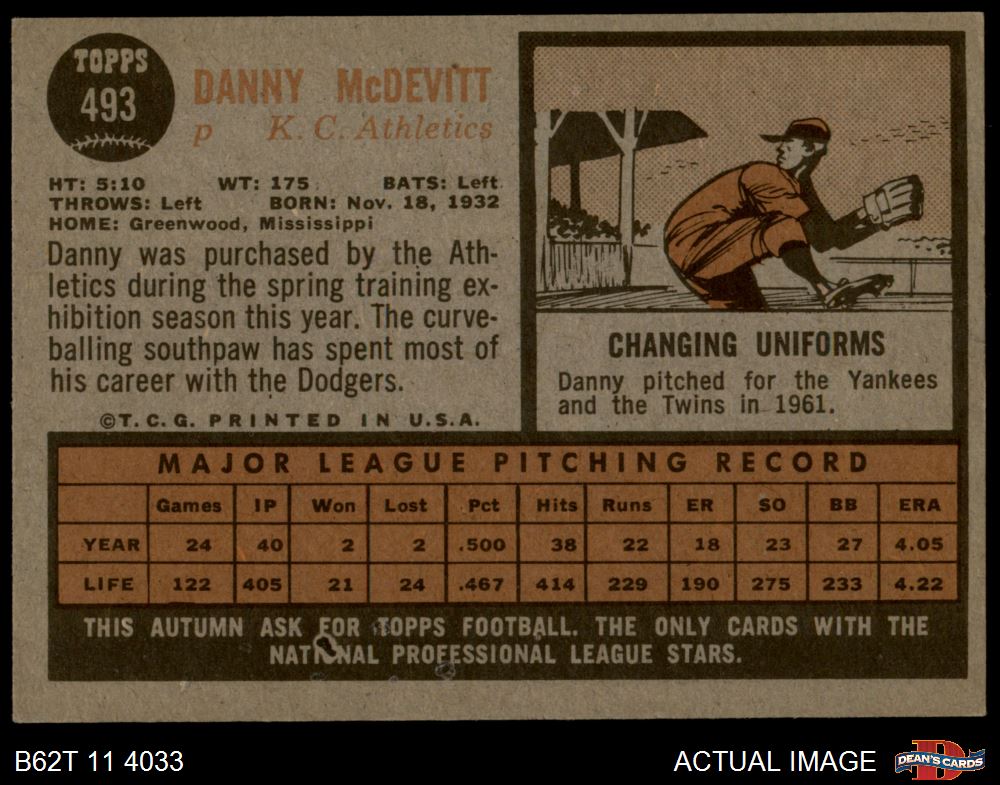 TOPPS
493
DANNY McDEVITT
p K. C. Athletics
HT: 5:10 WT: 175 BATS: Left
THROWS: Left BORN: Nov. 18, 1932
HOME: Greenwood, Mississippi
Danny was purchased by the Ath-
letics during the spring training ex-
hibition season this year. The curve-
balling southpaw has spent most of
his career with the Dodgers.
©T.C.G. PRINTED IN U.S.A.
CHANGING UNIFORMS
Danny pitched for the Yankees
and the Twins in 1961.
MAJOR LEAGUE PITCHING RECORD
Games IP Won Lost Pct Hits Runs ER SO BB ERA
YEAR 24 40 2 2 .500 38 22 18 23 27 4.05
LIFE 122 405 21 24 .467 414 229 190 275 233 4.22
THIS AUTUMN ASK FOR TOPPS FOOTBALL. THE ONLY CARDS WITH THE
NATIONAL PROFESSIONAL LEAGUE STARS.
B62T 11 4033 ACTUAL IMAGE DEAN'S CARDS